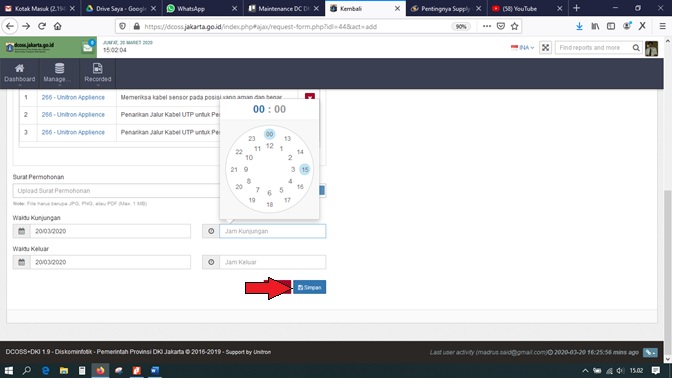 Kotak Masuk (2.194
Drive Saya - Google
WhatsApp
Maintenance DC DI
Kembali
Pentingnya Supply
(58) YouTube
https://dcoss.jakarta.go.id/index.php#ajas/request-form.php?idl=44&act=add
90%
dcoss.jakarta.go.id
JUM'AT, 20 MARET 2020
15:02:04
INA
Find reports and more
Dashboard
Manage...
Recorded
1 266 - Unitron Applience Memeriksa kabel sensor pada posisi yang aman dan benar
2 266 - Unitron Applience Penarikan Jalur Kabel UTP untuk Pe
3 266 - Unitron Applience Penarikan Jalur Kabel UTP untuk Pe
00 : 00
00
23 13
12
11 1
22 14
10 2
21 9 3 15
8 4
20 16
7 5
6
19 17
18
Surat Permohonan
Upload Surat Permohonan
Note: File harus berupa JPG, PNG, atau PDF (Max. 1 MB)
Waktu Kunjungan
20/03/2020
Jam Kunjungan
Waktu Keluar
20/03/2020
Jam Keluar
Simpan
DCOSS•DKI 1.9 - Diskominfotik - Pemerintah Provinsi DKI Jakarta © 2016-2019 - Support by Unitron
Last user activity (madrus.said@gmail.com) 2020-03-20 16:25:56 mins ago
15.02